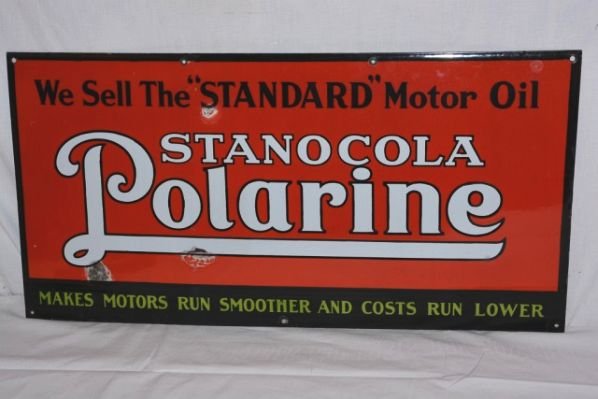 We Sell The "STANDARD" Motor Oil
STANOCOLA
Polarine
MAKES MOTORS RUN SMOOTHER AND COSTS RUN LOWER